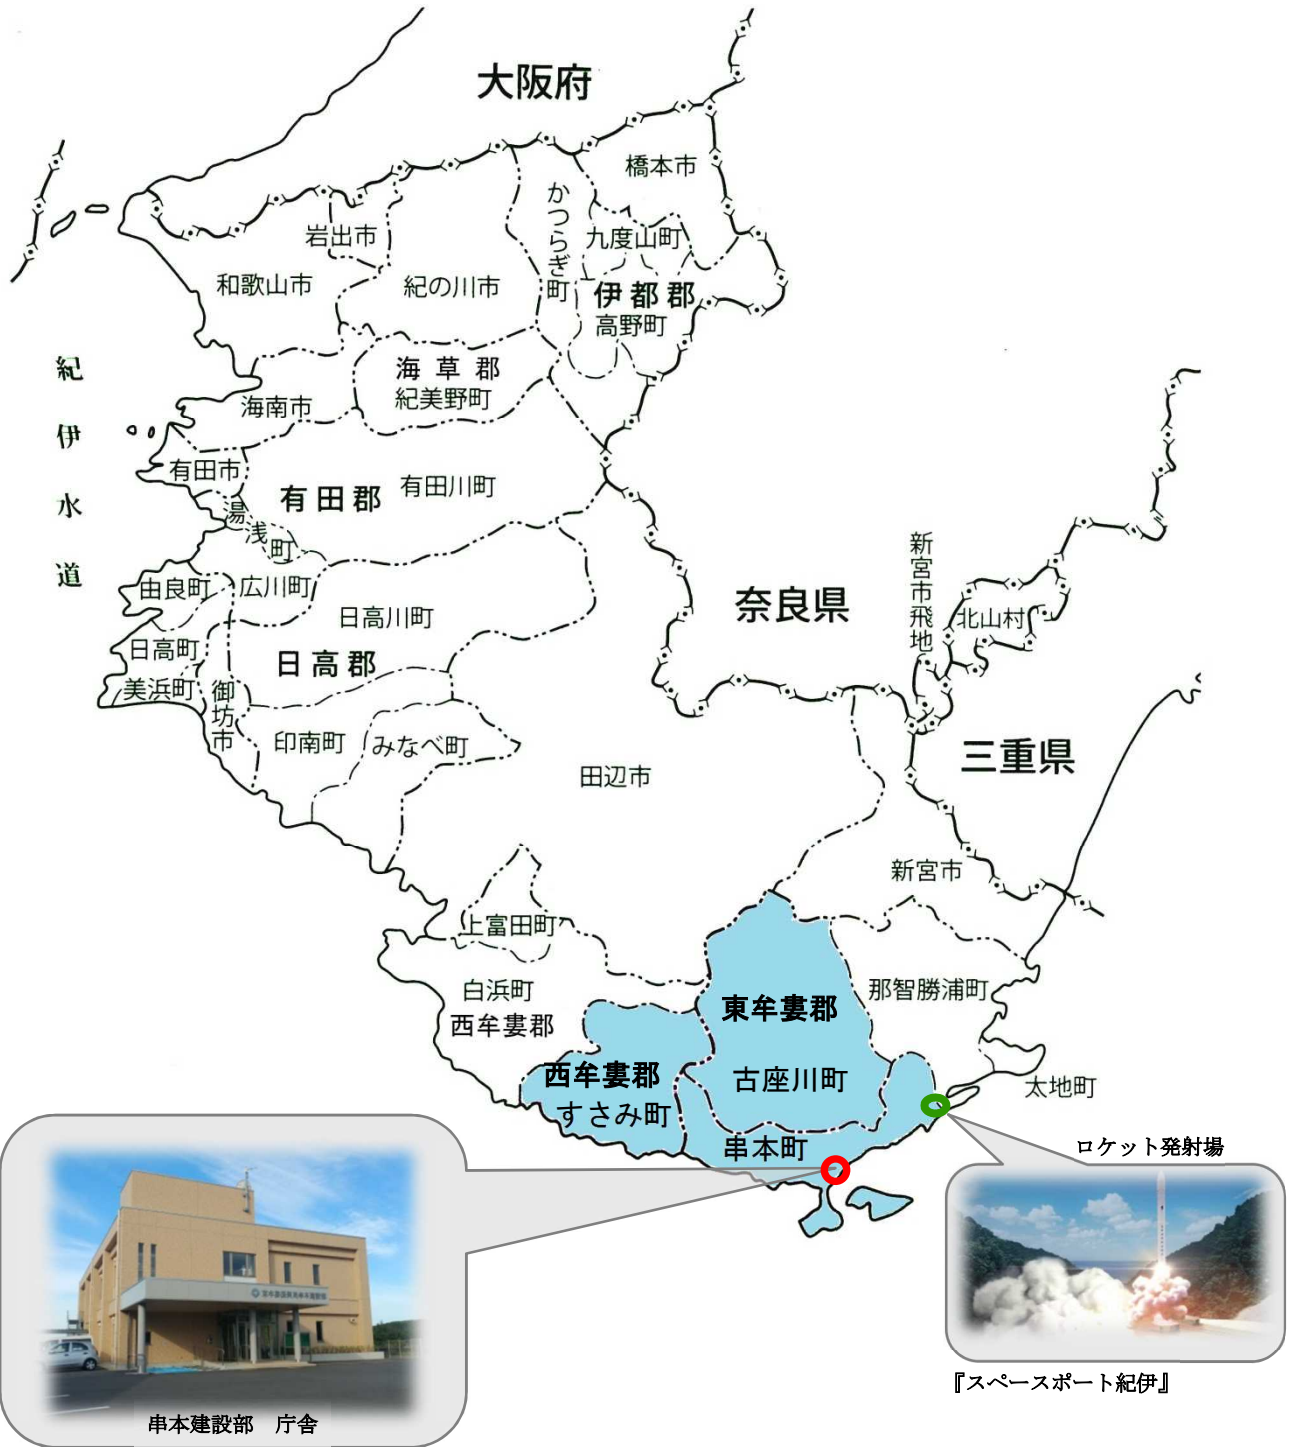 大阪府
橋本市
かつらぎ町
岩出市
九度山町
和歌山市
紀の川市
伊都郡
高野町
紀伊水道
海草郡
紀美野町
海南市
有田市
有田郡
有田川町
湯浅町
由良町
広川町
日高川町
新宮市飛地
北山村
奈良県
日高町
日高郡
美浜町
御坊市
印南町
みなべ町
田辺市
三重県
新宮市
上富田町
白浜町
西牟婁郡
那智勝浦町
東牟婁郡
西牟婁郡
すさみ町
古座川町
太地町
串本町
ロケット発射場
『スペースポート紀伊』
串本建設部 庁舎